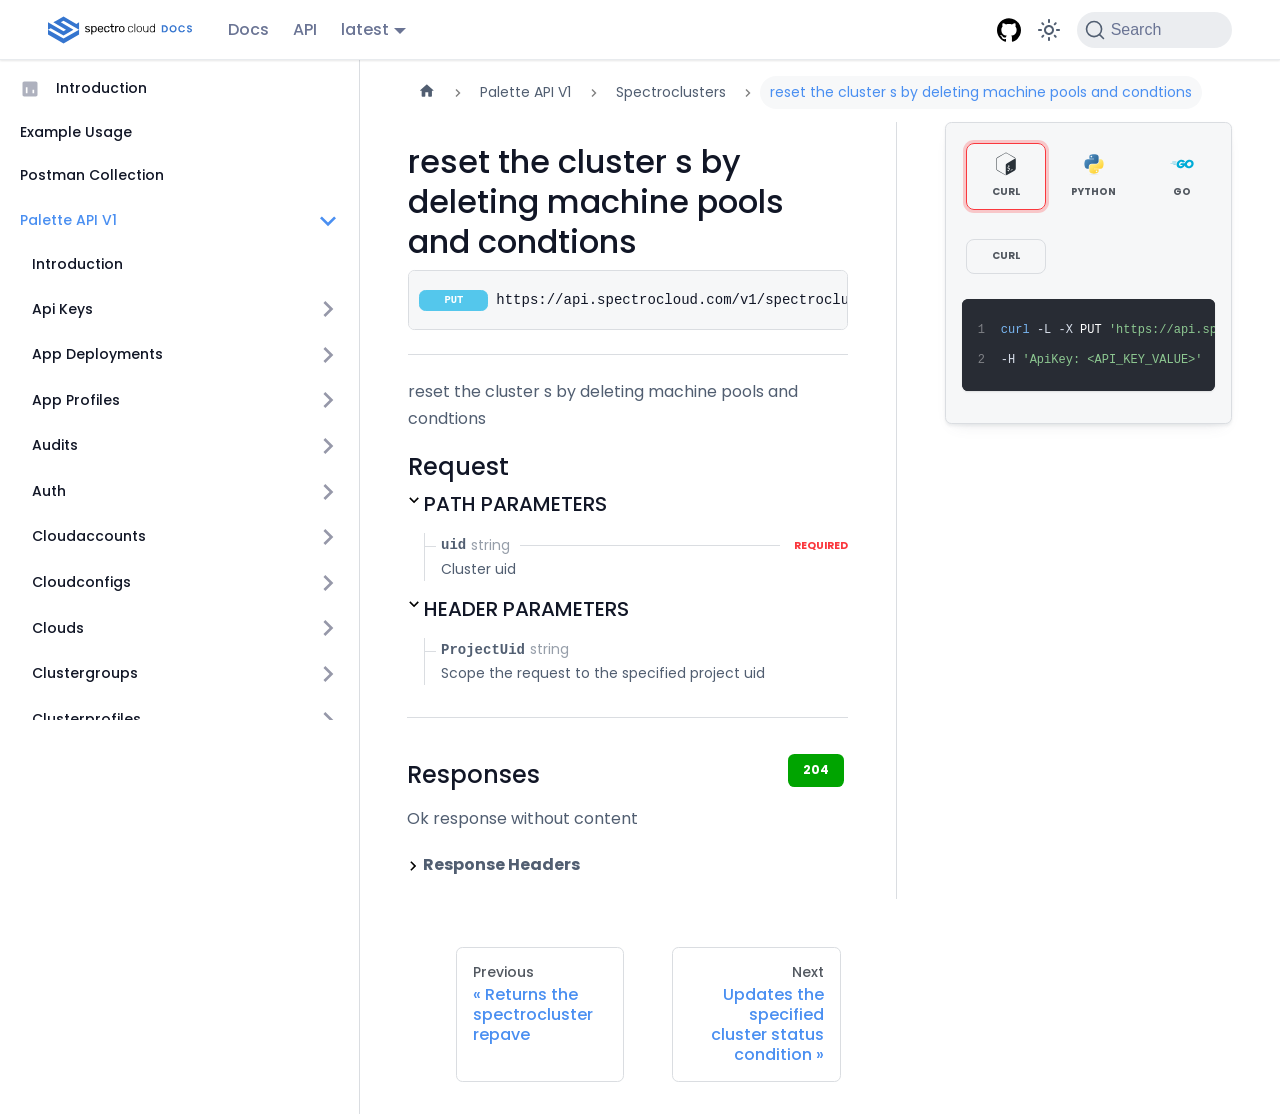 spectro cloud DOCS
Docs
API
latest
Search
Introduction
Example Usage
Postman Collection
Palette API V1
Introduction
Api Keys
App Deployments
App Profiles
Audits
Auth
Cloudaccounts
Cloudconfigs
Clouds
Clustergroups
Clusterprofiles
Palette API V1
Spectroclusters
reset the cluster s by deleting machine pools and condtions
reset the cluster s by
deleting machine pools
and condtions
PUT https://api.spectrocloud.com/v1/spectroclu
reset the cluster s by deleting machine pools and
condtions
Request
PATH PARAMETERS
uid string REQUIRED
Cluster uid
HEADER PARAMETERS
ProjectUid string
Scope the request to the specified project uid
Responses
204
Ok response without content
Response Headers
CURL
PYTHON
GO
CURL
1 curl -L -X PUT 'https://api.sp
2 -H 'ApiKey: <API_KEY_VALUE>'
Previous
« Returns the
spectrocluster
repave
Next
Updates the
specified
cluster status
condition »